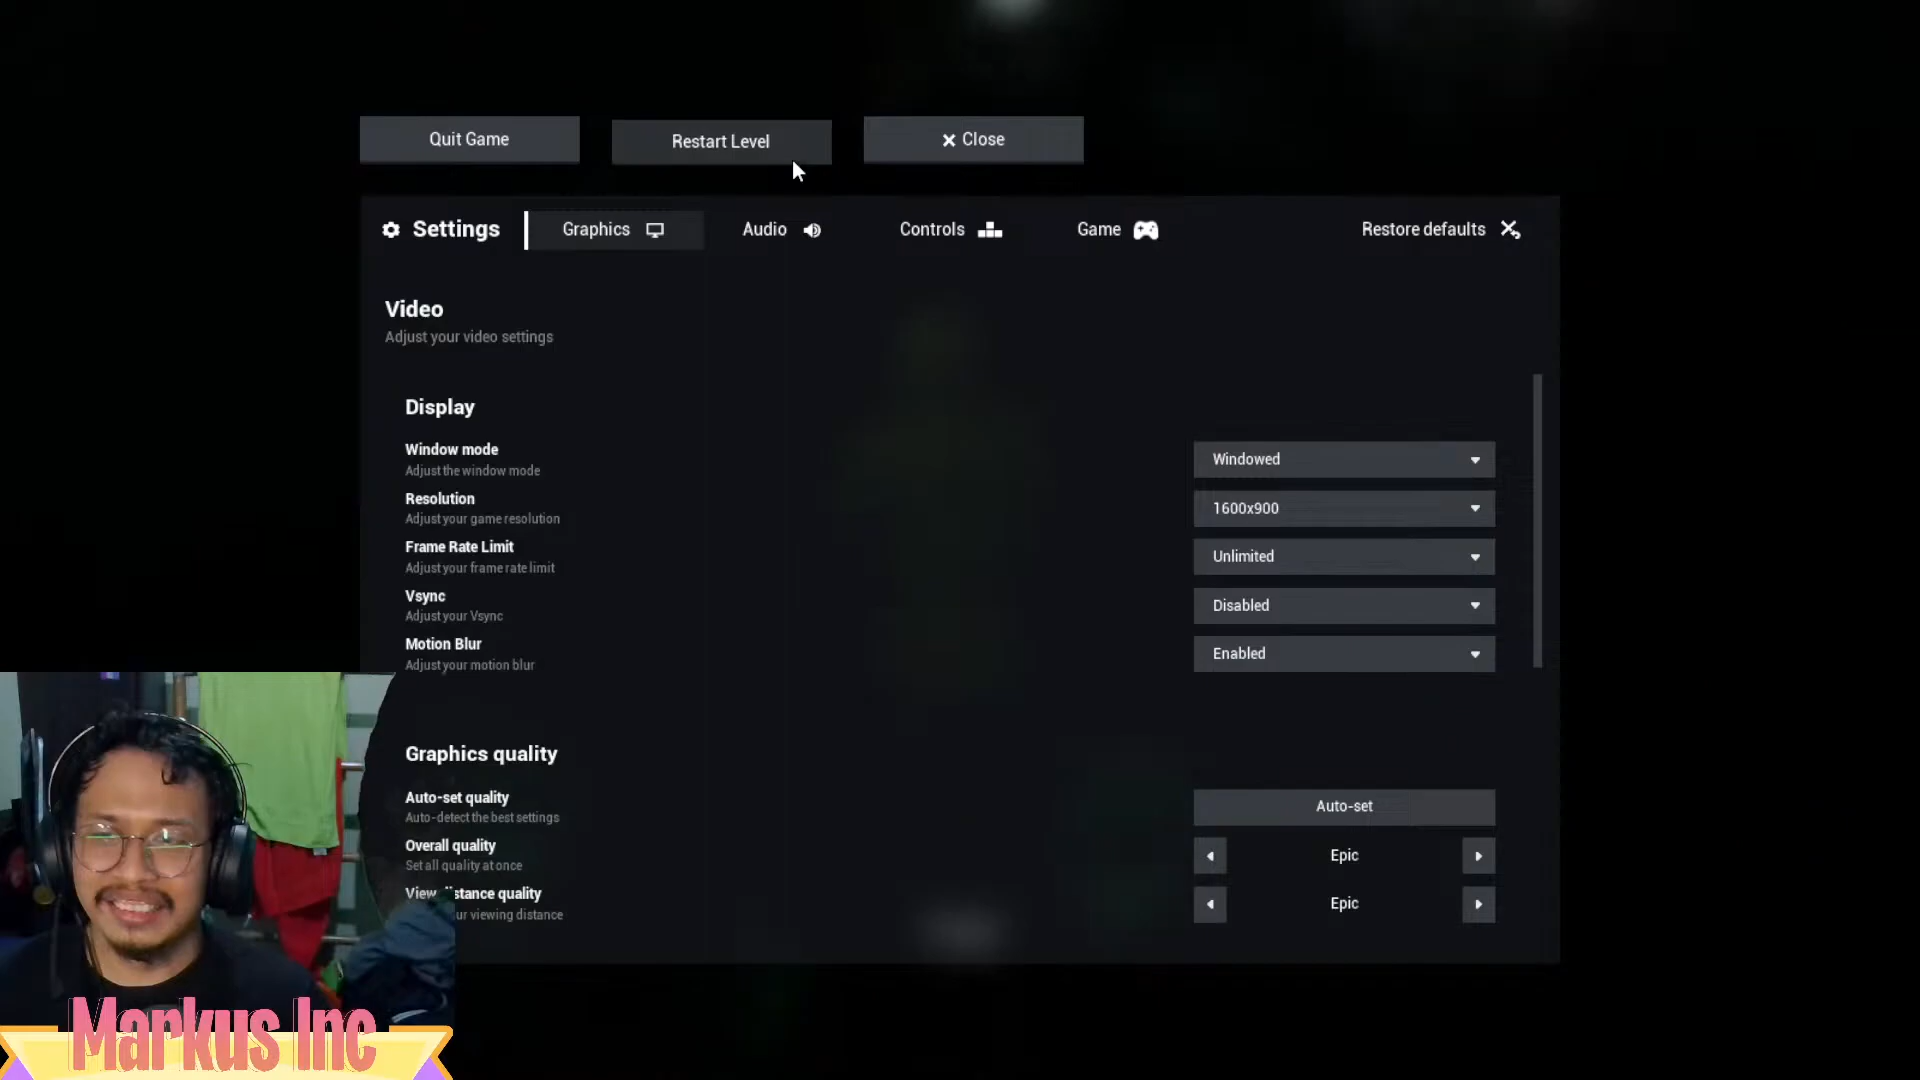 Quit Game
Restart Level
Close
Settings
Graphics
Audio
Controls
Game
Restore defaults
Video
Adjust your video settings
Display
Window mode
Adjust the window mode
Windowed
Resolution
Adjust your game resolution
1600x900
Frame Rate Limit
Adjust your frame rate limit
Unlimited
Vsync
Adjust your Vsync
Disabled
Motion Blur
Adjust your motion blur
Enabled
Graphics quality
Auto-set quality
Auto-detect the best settings
Auto-set
Overall quality
Set all quality at once
Epic
View quality
viewing distance
Epic
Markus Inc